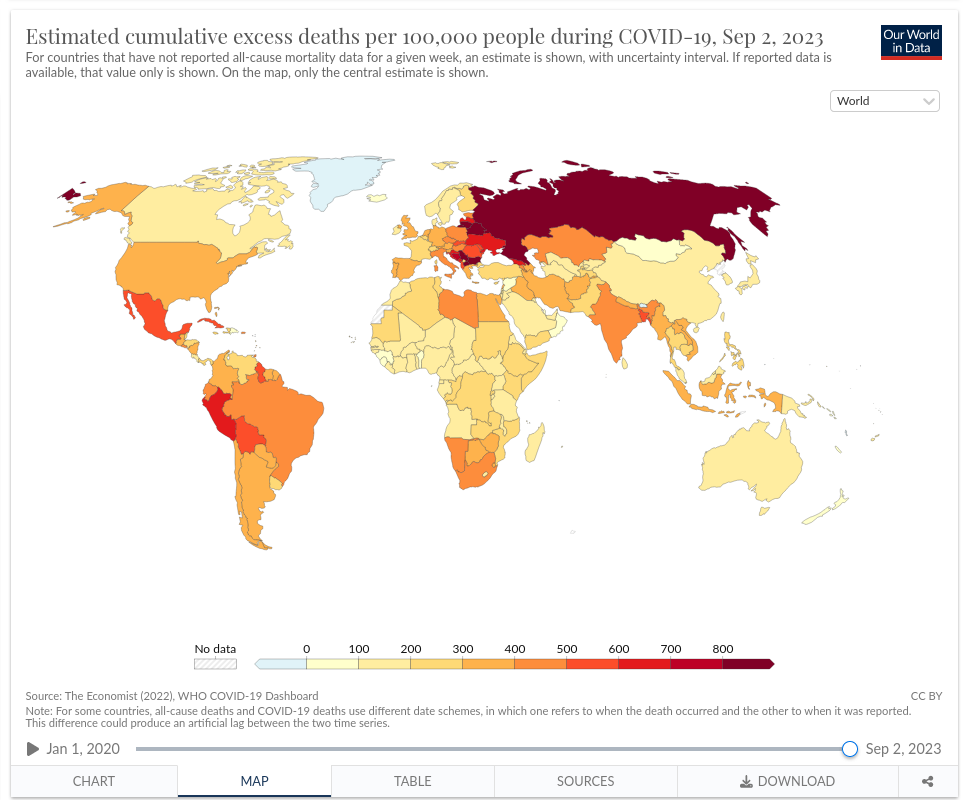 Estimated cumulative excess deaths per 100,000 people during COVID-19, Sep 2, 2023
Our World
in Data
For countries that have not reported all-cause mortality data for a given week, an estimate is shown, with uncertainty interval. If reported data is
available, that value only is shown. On the map, only the central estimate is shown.
World
No data
0 100 200 300 400 500 600 700 800
Source: The Economist (2022), WHO COVID-19 Dashboard
CC BY
Note: For some countries, all-cause deaths and COVID-19 deaths use different date schemes, in which one refers to when the death occurred and the other to when it was reported.
This difference could produce an artificial lag between the two time series.
Jan 1, 2020
Sep 2, 2023
CHART MAP TABLE SOURCES DOWNLOAD